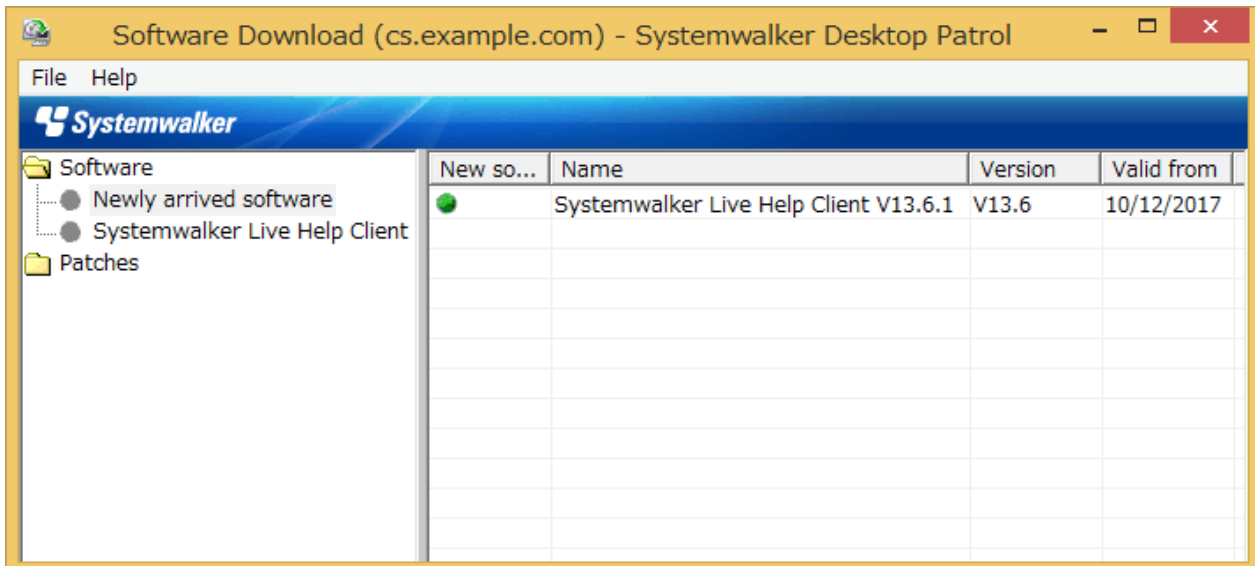 Software Download (cs.example.com) - Systemwalker Desktop Patrol
File Help
Systemwalker
Software
Newly arrived software
Systemwalker Live Help Client
Patches
New so... Name Version Valid from
Systemwalker Live Help Client V13.6.1 V13.6 10/12/2017